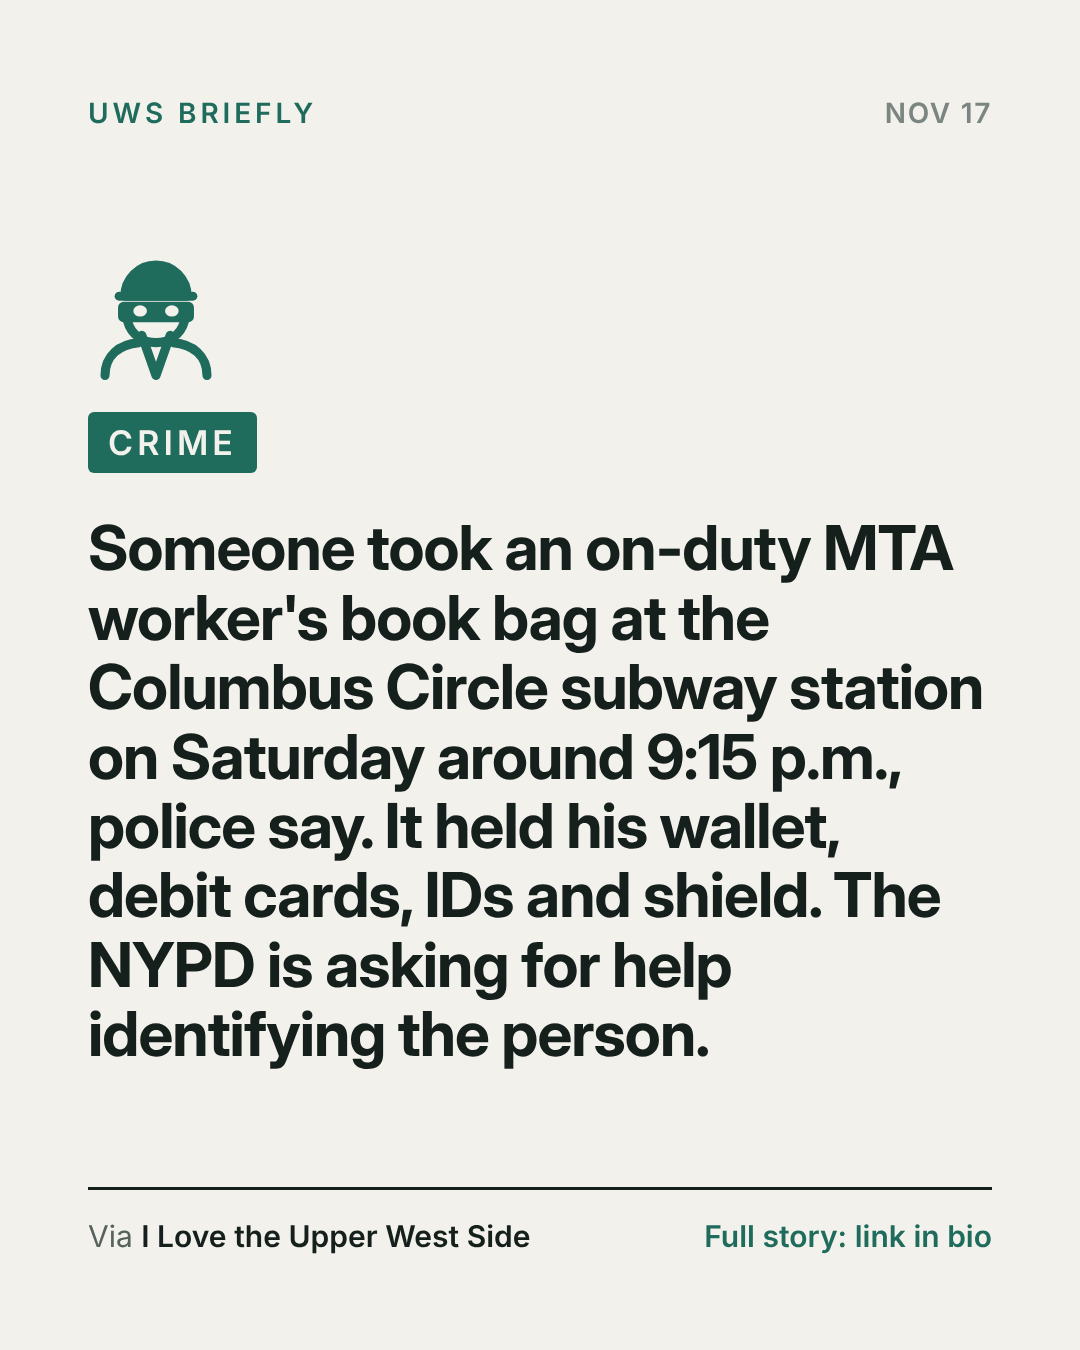 UWS BRIEFLY
NOV 17
CRIME
Someone took an on-duty MTA
worker's book bag at the
Columbus Circle subway station
on Saturday around 9:15 p.m.,
police say. It held his wallet,
debit cards, IDs and shield. The
NYPD is asking for help
identifying the person.
Via I Love the Upper West Side
Full story: link in bio